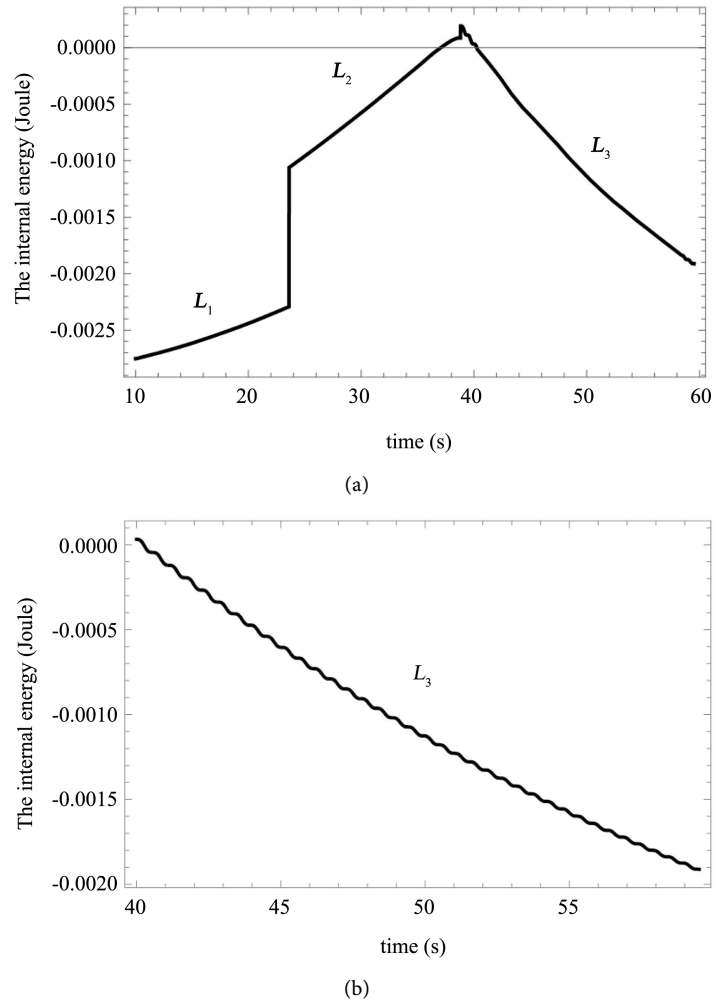 0.0000
-0.0005
-0.0010
-0.0015
-0.0020
-0.0025
The internal energy (Joule)
L1
L2
L3
10 20 30 40 50 60
time (s)
(a)
0.0000
-0.0005
-0.0010
-0.0015
-0.0020
The internal energy (Joule)
L3
40 45 50 55
time (s)
(b)